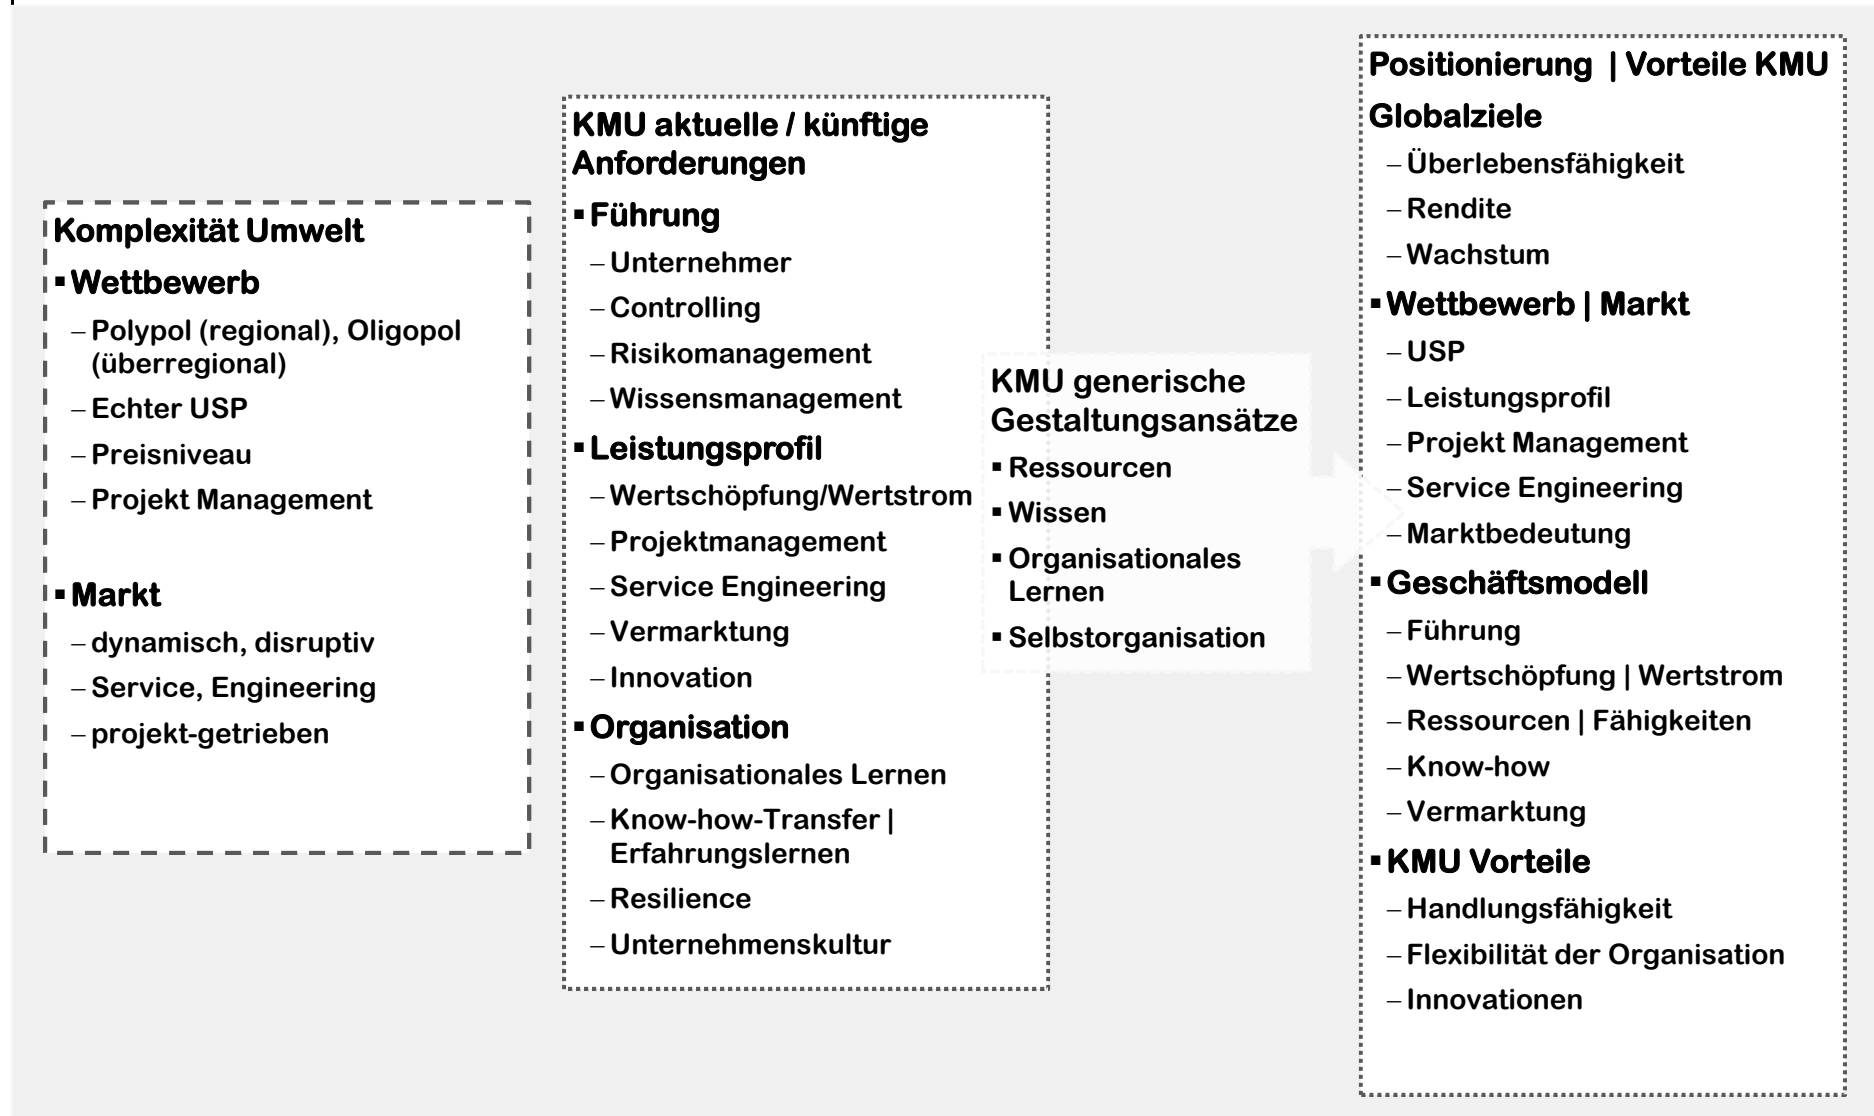 Komplexität Umwelt
▪ Wettbewerb
– Polypol (regional), Oligopol
(überregional)
– Echter USP
– Preisniveau
– Projekt Management
▪ Markt
– dynamisch, disruptiv
– Service, Engineering
– projekt-getrieben
KMU aktuelle / künftige
Anforderungen
▪ Führung
– Unternehmer
– Controlling
– Risikomanagement
– Wissensmanagement
▪ Leistungsprofil
– Wertschöpfung/Wertstrom
– Projektmanagement
– Service Engineering
– Vermarktung
– Innovation
▪ Organisation
– Organisationales Lernen
– Know-how-Transfer |
Erfahrungslernen
– Resilience
– Unternehmenskultur
KMU generische
Gestaltungsansätze
▪ Ressourcen
▪ Wissen
▪ Organisationales
Lernen
▪ Selbstorganisation
Positionierung | Vorteile KMU
Globalziele
– Überlebensfähigkeit
– Rendite
– Wachstum
▪ Wettbewerb | Markt
– USP
– Leistungsprofil
– Projekt Management
– Service Engineering
– Marktbedeutung
▪ Geschäftsmodell
– Führung
– Wertschöpfung | Wertstrom
– Ressourcen | Fähigkeiten
– Know-how
– Vermarktung
▪ KMU Vorteile
– Handlungsfähigkeit
– Flexibilität der Organisation
– Innovationen